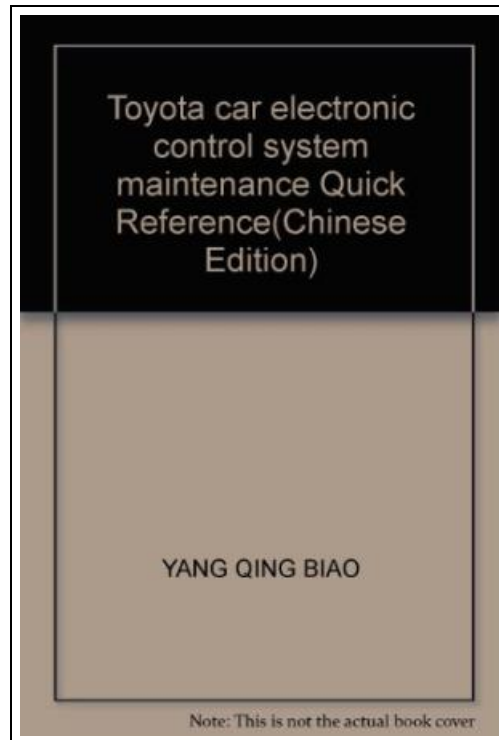 Toyota car electronic
control system
maintenance Quick
Reference(Chinese
Edition)
YANG QING BIAO
Note: This is not the actual book cover